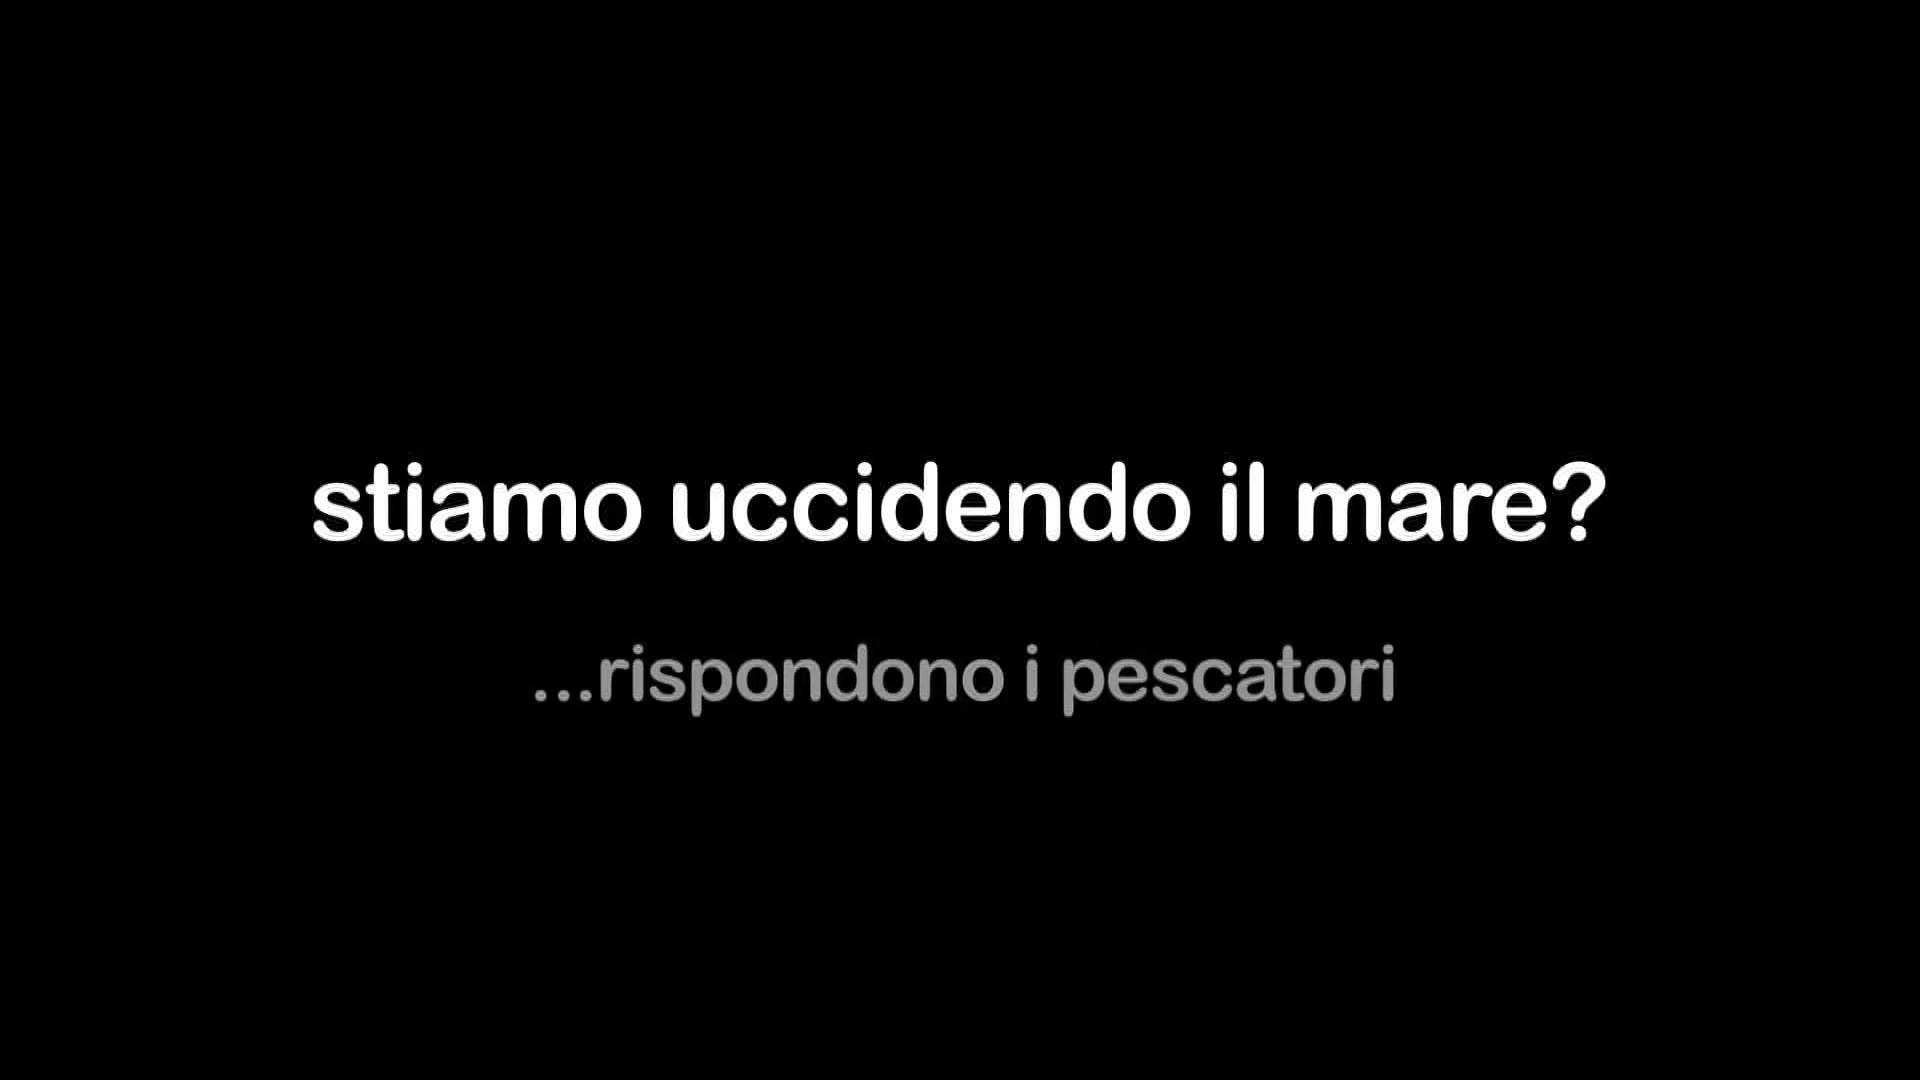 stiamo uccidendo il mare?
...rispondono i pescatori